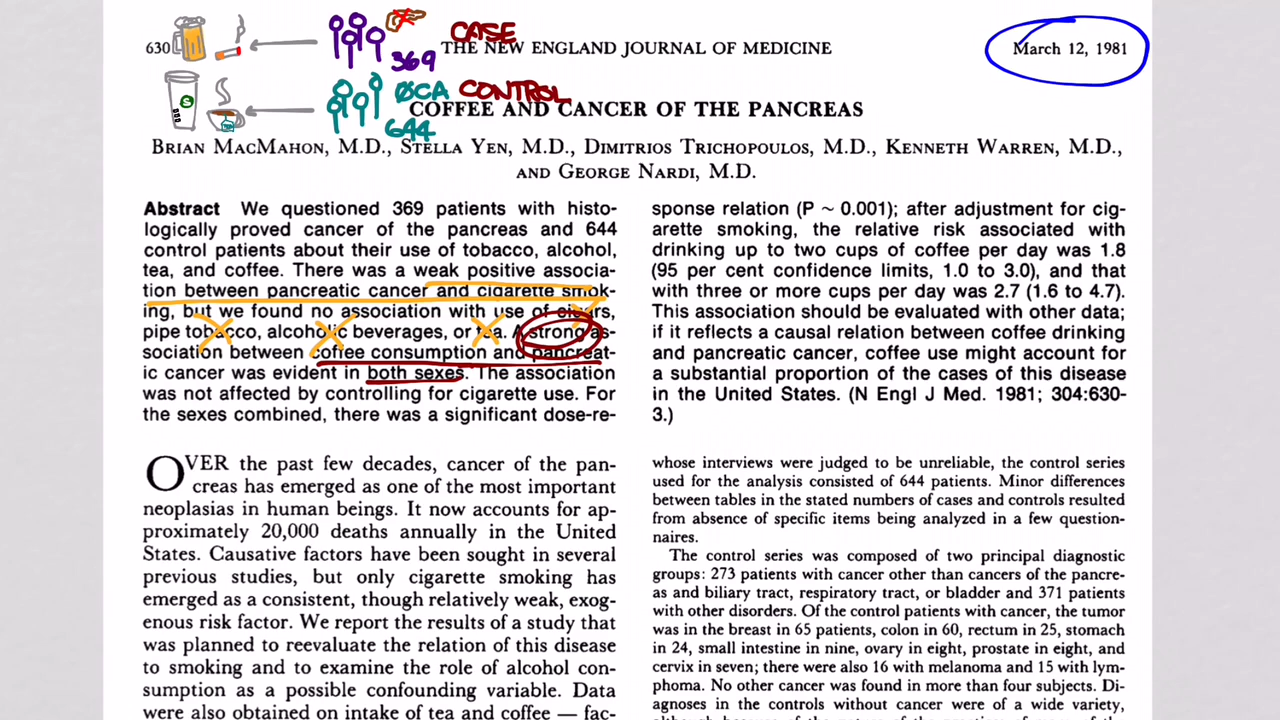 CASE
630
THE NEW ENGLAND JOURNAL OF MEDICINE
March 12, 1981
369
ØCA CONTROL
COFFEE AND CANCER OF THE PANCREAS
644
BRIAN MACMAHON, M.D., STELLA YEN, M.D., DIMITRIOS TRICHOPOULOS, M.D., KENNETH WARREN, M.D.,
AND GEORGE NARDI, M.D.
Abstract We questioned 369 patients with histo-
logically proved cancer of the pancreas and 644
control patients about their use of tobacco, alcohol,
tea, and coffee. There was a weak positive associa-
tion between pancreatic cancer and cigarette smok-
ing, but we found no association with use of cigars,
pipe tobacco, alcoholic beverages, or tea. A strong as-
sociation between coffee consumption and pancreat-
ic cancer was evident in both sexes. The association
was not affected by controlling for cigarette use. For
the sexes combined, there was a significant dose-re-
sponse relation (P ~ 0.001); after adjustment for cig-
arette smoking, the relative risk associated with
drinking up to two cups of coffee per day was 1.8
(95 per cent confidence limits, 1.0 to 3.0), and that
with three or more cups per day was 2.7 (1.6 to 4.7).
This association should be evaluated with other data;
if it reflects a causal relation between coffee drinking
and pancreatic cancer, coffee use might account for
a substantial proportion of the cases of this disease
in the United States. (N Engl J Med. 1981; 304:630-
3.)
OVER the past few decades, cancer of the pan-
creas has emerged as one of the most important
neoplasias in human beings. It now accounts for ap-
proximately 20,000 deaths annually in the United
States. Causative factors have been sought in several
previous studies, but only cigarette smoking has
emerged as a consistent, though relatively weak, exog-
enous risk factor. We report the results of a study that
was planned to reevaluate the relation of this disease
to smoking and to examine the role of alcohol con-
sumption as a possible confounding variable. Data
were also obtained on intake of tea and coffee — fac-
whose interviews were judged to be unreliable, the control series
used for the analysis consisted of 644 patients. Minor differences
between tables in the stated numbers of cases and controls resulted
from absence of specific items being analyzed in a few question-
naires.
The control series was composed of two principal diagnostic
groups: 273 patients with cancer other than cancers of the pancre-
as and biliary tract, respiratory tract, or bladder and 371 patients
with other disorders. Of the control patients with cancer, the tumor
was in the breast in 65 patients, colon in 60, rectum in 25, stomach
in 24, small intestine in nine, ovary in eight, prostate in eight, and
cervix in seven; there were also 16 with melanoma and 15 with lym-
phoma. No other cancer was found in more than four subjects. Di-
agnoses in the controls without cancer were of a wide variety,